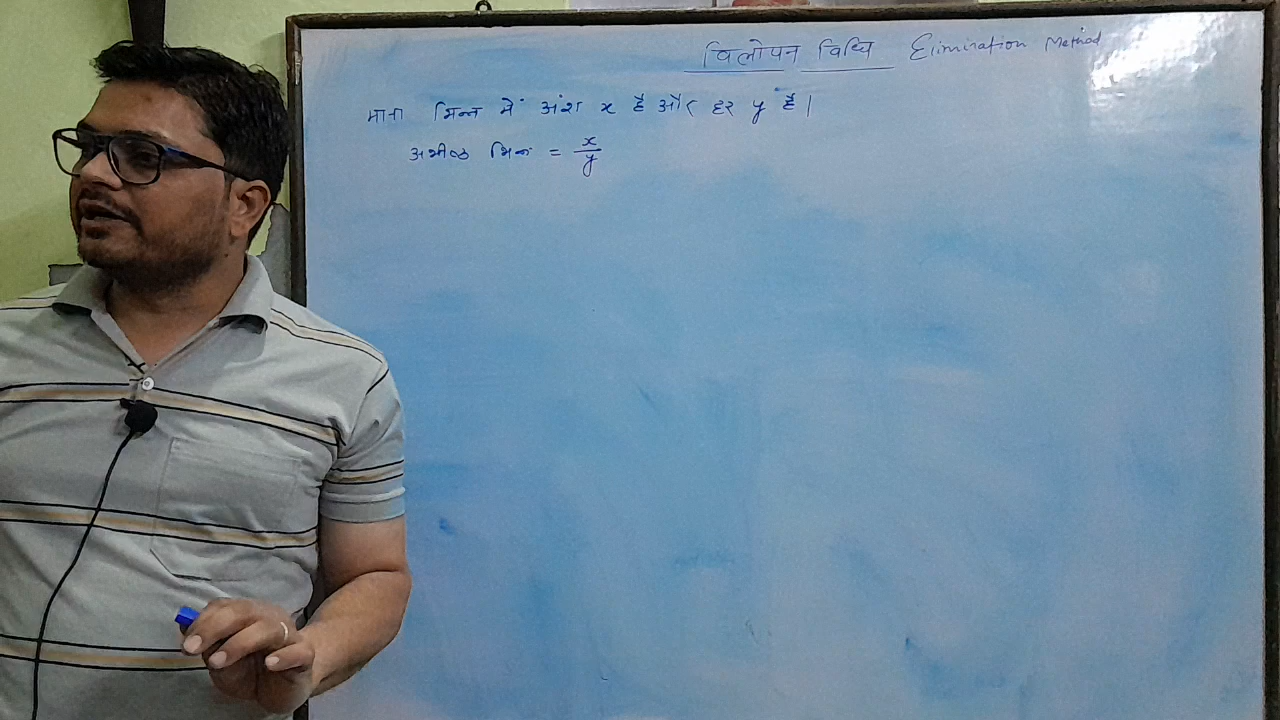 विलोपन विधि Elimination Method
माना भिन्न में अंश x है और हर y है।
अभीष्ट भिन्न = x/y